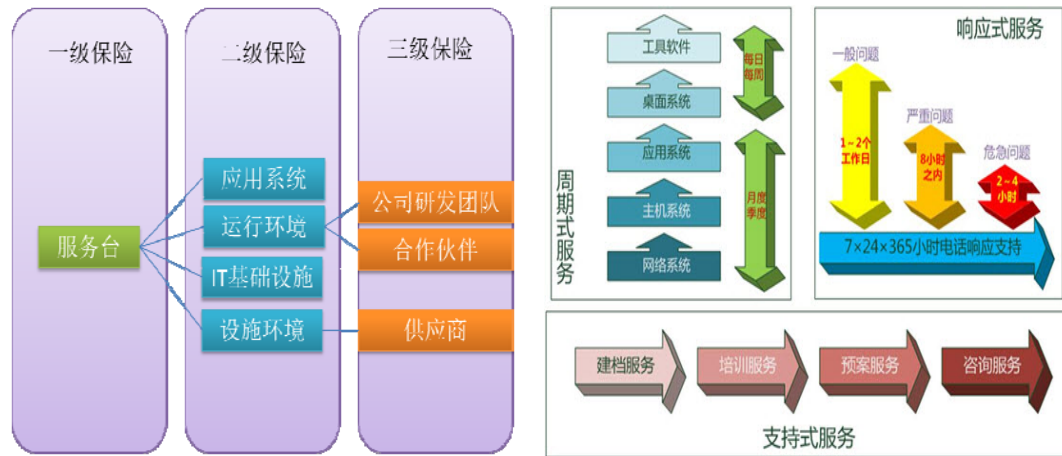 一级保险
二级保险
三级保险
服务台
应用系统
运行环境
IT基础设施
设施环境
公司研发团队
合作伙伴
供应商
周期式服务
工具软件
桌面系统
应用系统
主机系统
网络系统
每日
每周
月度
季度
响应式服务
一般问题
1~2个
工作日
严重问题
8小时
之内
危急问题
2~4
小时
7×24×365小时电话响应支持
建档服务
培训服务
预案服务
咨询服务
支持式服务